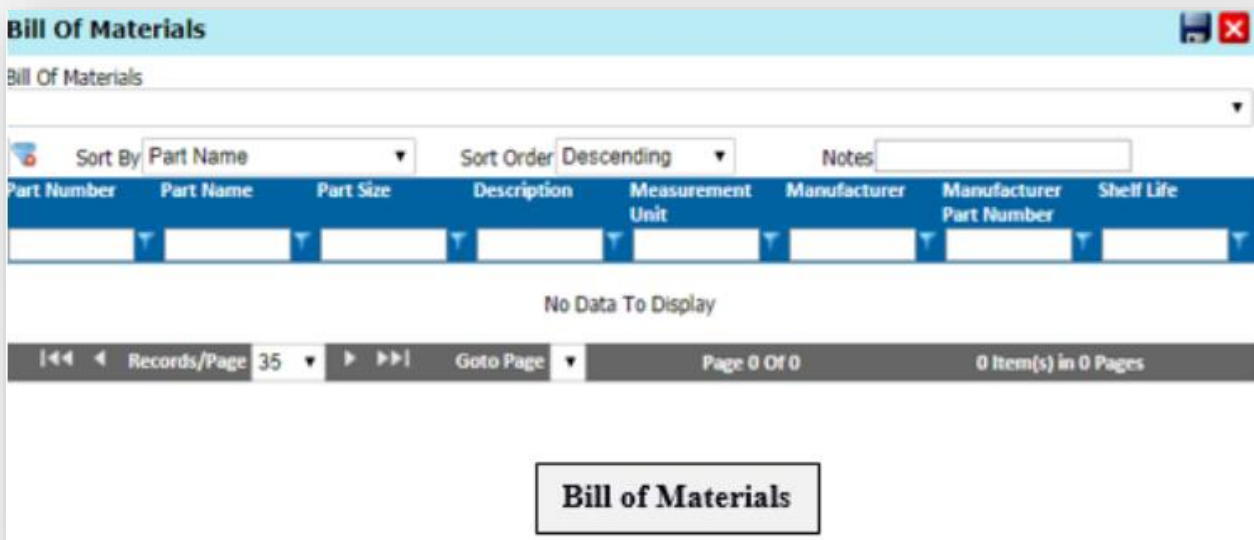 Bill Of Materials
Bill Of Materials
Sort By Part Name Sort Order Descending Notes
Part Number Part Name Part Size Description Measurement Unit Manufacturer Manufacturer Part Number Shelf Life
No Data To Display
Records/Page 35 Goto Page Page 0 Of 0 0 Item(s) in 0 Pages
Bill of Materials